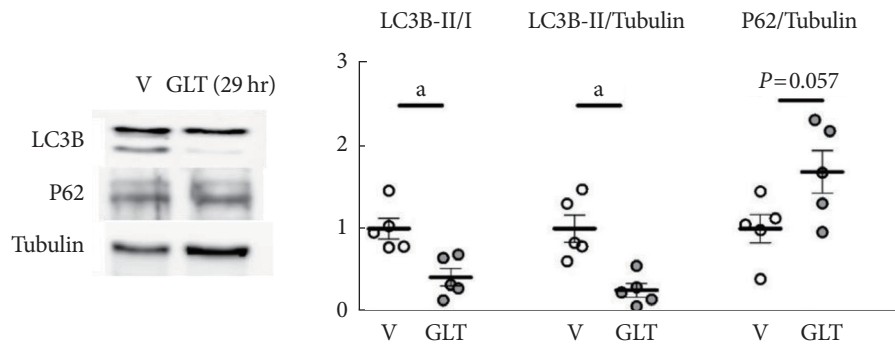 V GLT (29 hr)
LC3B
P62
Tubulin
LC3B-II/I LC3B-II/Tubulin P62/Tubulin
3
2
1
0
a
a
P=0.057
V GLT V GLT V GLT